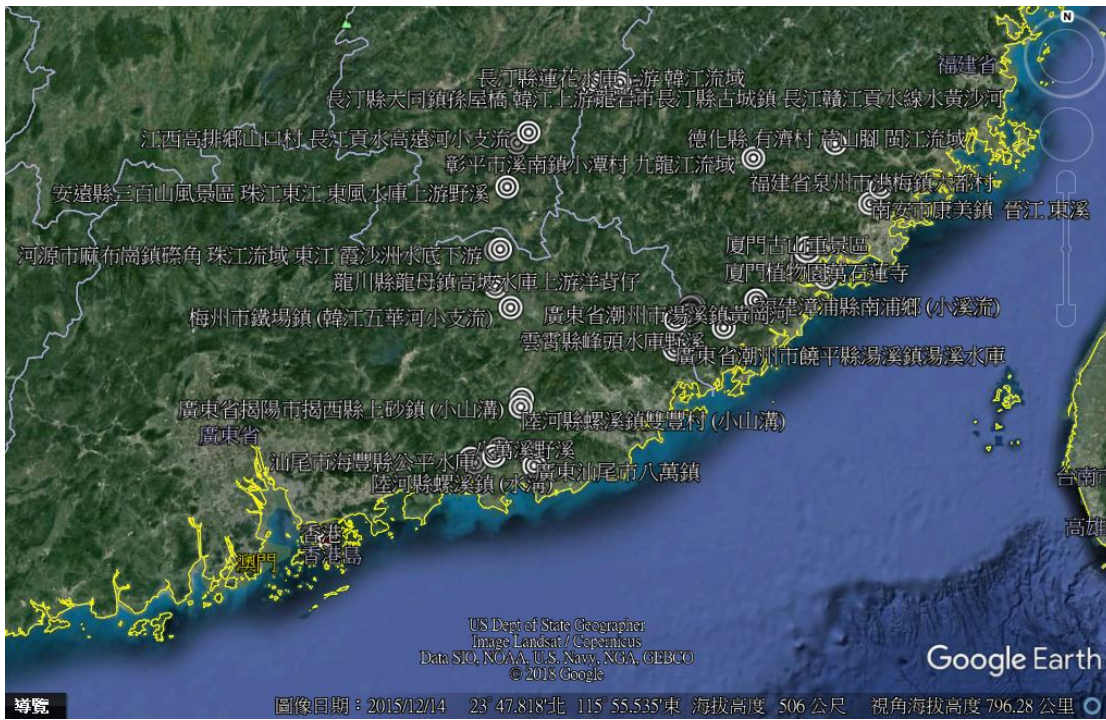 N
福建省
長汀縣蓮花水庫上游 韓江流域
長汀縣大同鎮孫屋橋 韓江上游龍岩市長汀縣古城鎮 長江贛江貢水線水黃沙河
江西高排鄉山口村 長江貢水高遠河小支流
德化縣 有濟村 山腳 閩江流域
彰平市溪南鎮小潭村 九龍江流域
安遠縣三百山風景區 珠江東江 東風水庫上游野溪
福建省泉州市洪梅鎮六都村
南安市康美鎮 晉江 東溪
河源市麻布崗鎮磜角 珠江流域 東江 霞沙洲水底下游
廈門古山重景區
廈門植物園萬石蓮寺
龍川縣龍母鎮高坡水庫上游洋背仔
梅州市鐵場鎮 (韓江五華河小支流)
廣東省潮州市湯溪鎮黃岡河
漳浦縣南浦鄉 (小溪流)
雲霄縣峰頭水庫野溪
廣東省潮州市饒平縣湯溪鎮湯溪水庫
廣東省揭陽市揭西縣上砂鎮 (小山溝)
陸河縣螺溪鎮雙豐村 (小山溝)
廣東省
八萬溪野溪
汕尾市海豐縣公平水庫
廣東汕尾市八萬鎮
陸河縣螺溪鎮 (水溝)
台南市
高雄
香港
香港島
澳門
US Dept of State Geographer
Image Landsat / Copernicus
Data SIO, NOAA, U.S. Navy, NGA, GEBCO
© 2018 Google
Google Earth
導覽
圖像日期：2015/12/14 23°47.818'北 115°55.535'東 海拔高度 506 公尺 視角海拔高度 796.28 公里